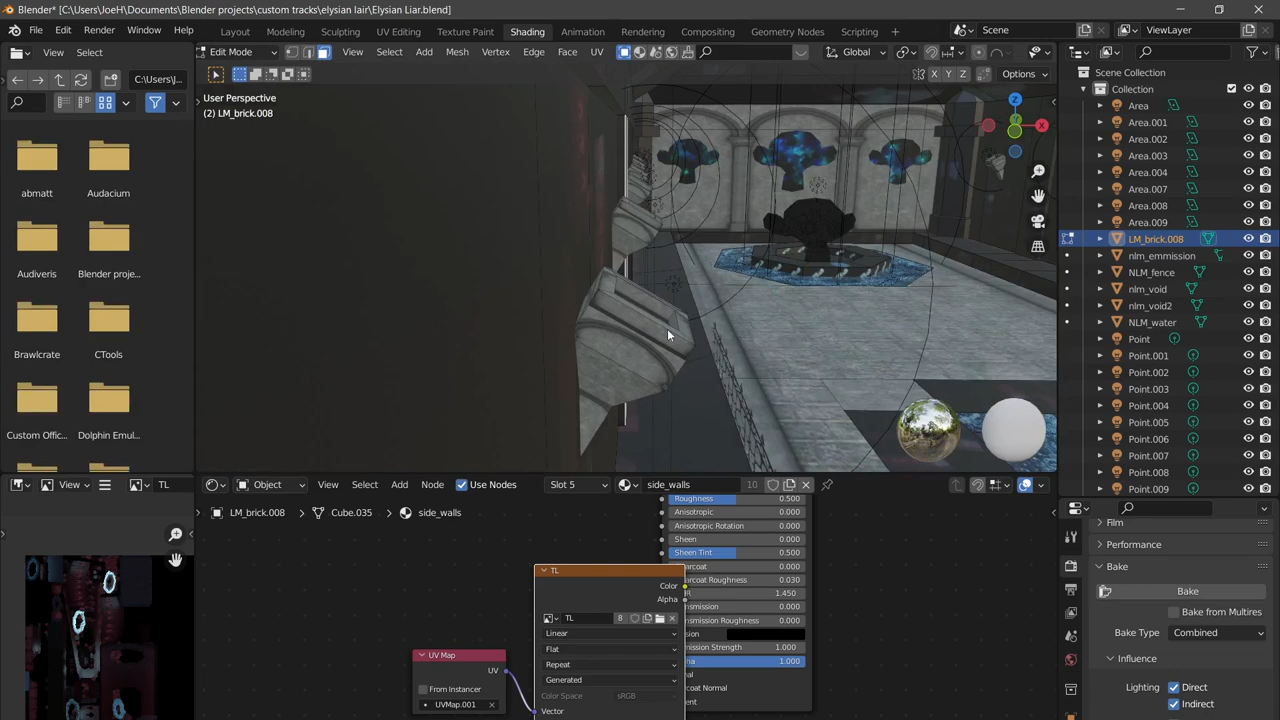 Blender* [C:\Users\JoeH\Documents\Blender projects\custom tracks\elysian lair\Elysian Liar.blend]
File Edit Render Window Help Layout Modeling Sculpting UV Editing Texture Paint Shading Animation Rendering Compositing Geometry Nodes Scripting + Scene ViewLayer
View Select Edit Mode View Select Add Mesh Vertex Edge Face UV Global
C:\Users\J... X Y Z Options
User Perspective
(2) LM_brick.008
abmatt
Audacium
Audiveris
Blender proje...
Brawlcrate
CTools
Custom Offic...
Dolphin Emul...
Z
X
Scene Collection
Collection
Area
Area.001
Area.002
Area.003
Area.004
Area.007
Area.008
Area.009
LM_brick.008
nlm_emmission
NLM_fence
nlm_void
nlm_void2
NLM_water
Point
Point.001
Point.002
Point.003
Point.004
Point.005
Point.006
Point.007
Point.008
Point.009
View TL
Object View Select Add Node Use Nodes Slot 5 side_walls 10
LM_brick.008 > Cube.035 > side_walls
Roughness 0.500
Anisotropic 0.000
Anisotropic Rotation 0.000
Sheen 0.000
Sheen Tint 0.500
0.000
0.030
1.450
0.000
0.000
Emission Strength 1.000
1.000
TL
Color
Alpha
TL 8
Linear
Flat
Repeat
Generated
Color Space sRGB
Vector
UV Map
UV
From Instancer
UVMap.001
Film
Performance
Bake
Bake
Bake from Multires
Bake Type Combined
Influence
Lighting Direct
Indirect